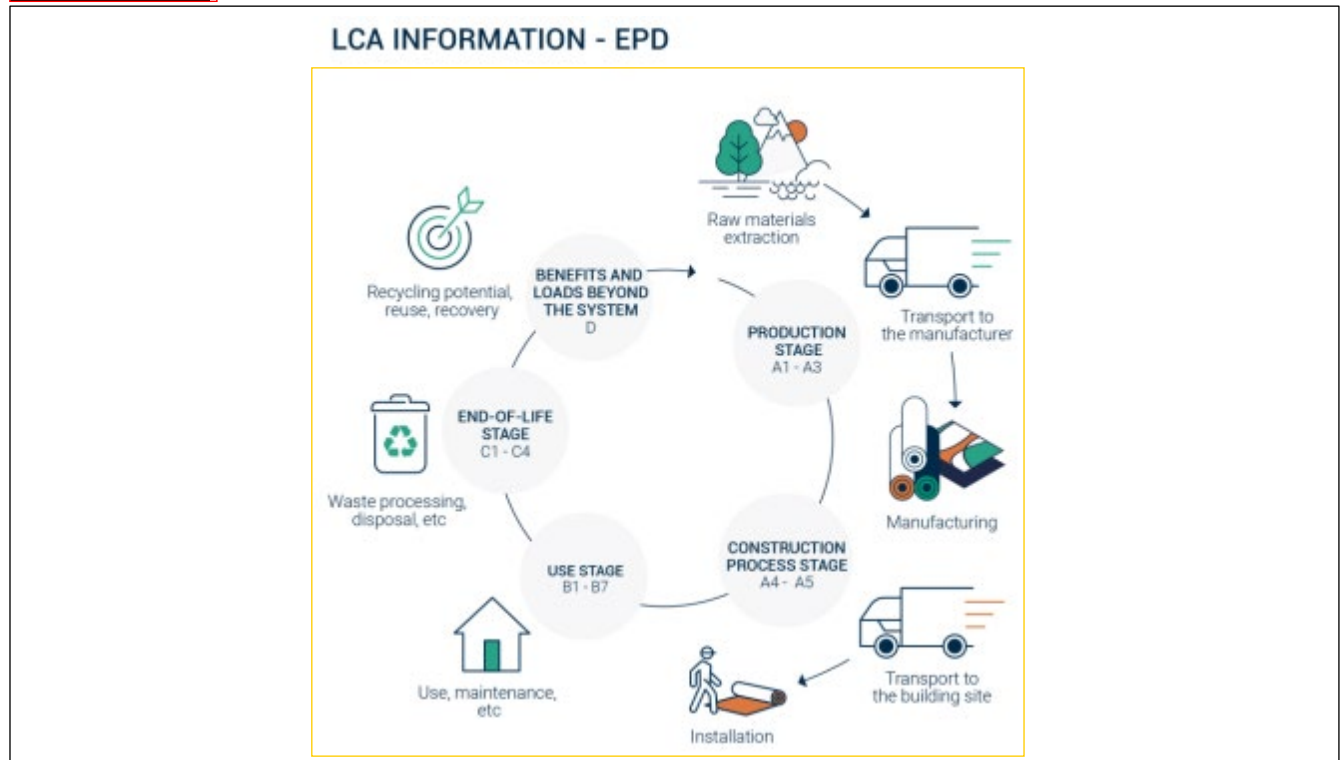 LCA INFORMATION - EPD
Raw materials
extraction
Transport to
the manufacturer
Manufacturing
PRODUCTION
STAGE
A1 - A3
CONSTRUCTION
PROCESS STAGE
A4 - A5
Transport to
the building site
Installation
USE STAGE
B1 - B7
Use, maintenance,
etc
END-OF-LIFE
STAGE
C1 - C4
Waste processing,
disposal, etc
BENEFITS AND
LOADS BEYOND
THE SYSTEM
D
Recycling potential,
reuse, recovery